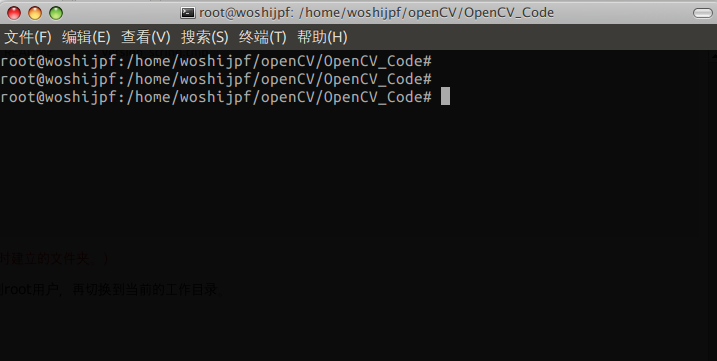 root@woshijpf: /home/woshijpf/openCV/OpenCV_Code
文件(F) 编辑(E) 查看(V) 搜索(S) 终端(T) 帮助(H)
root@woshijpf:/home/woshijpf/openCV/OpenCV_Code#
root@woshijpf:/home/woshijpf/openCV/OpenCV_Code#
root@woshijpf:/home/woshijpf/openCV/OpenCV_Code#
建立的文件夹
root用户，再切换到当前的工作目录。